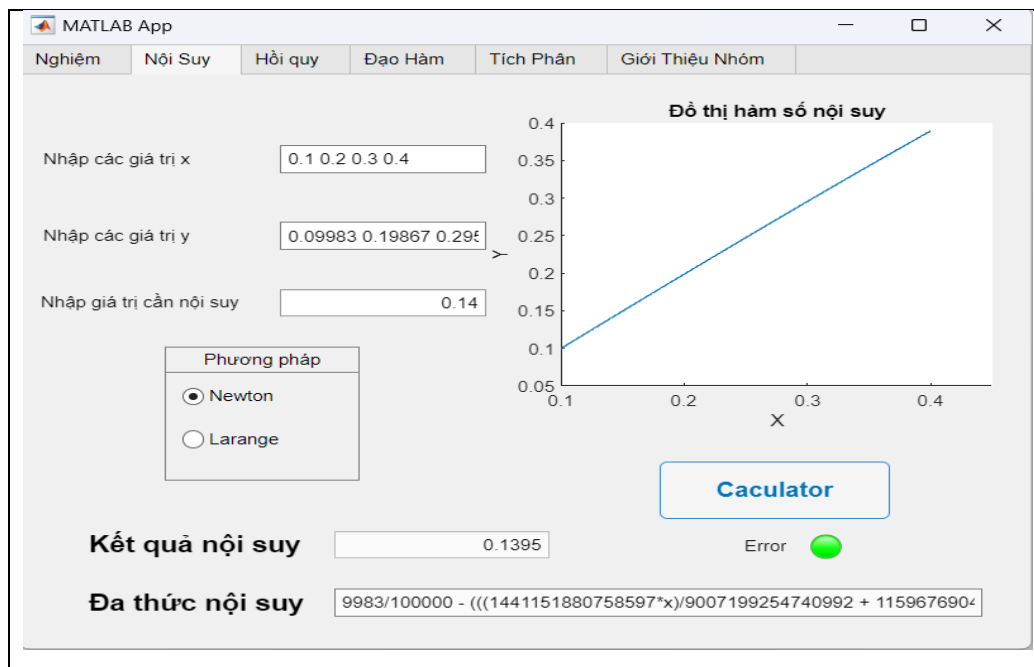 MATLAB App
Nghiệm Nội Suy Hồi quy Đạo Hàm Tích Phân Giới Thiệu Nhóm
Nhập các giá trị x
0.1 0.2 0.3 0.4
Nhập các giá trị y
0.09983 0.19867 0.295
Nhập giá trị cần nội suy
0.14
Phương pháp
Newton
Larange
Đồ thị hàm số nội suy
0.4
0.35
0.3
0.25
0.2
0.15
0.1
0.05
Y
0.1 0.2 0.3 0.4
X
Caculator
Kết quả nội suy
0.1395
Error
Đa thức nội suy
9983/100000 - (((1441151880758597*x)/9007199254740992 + 115967690